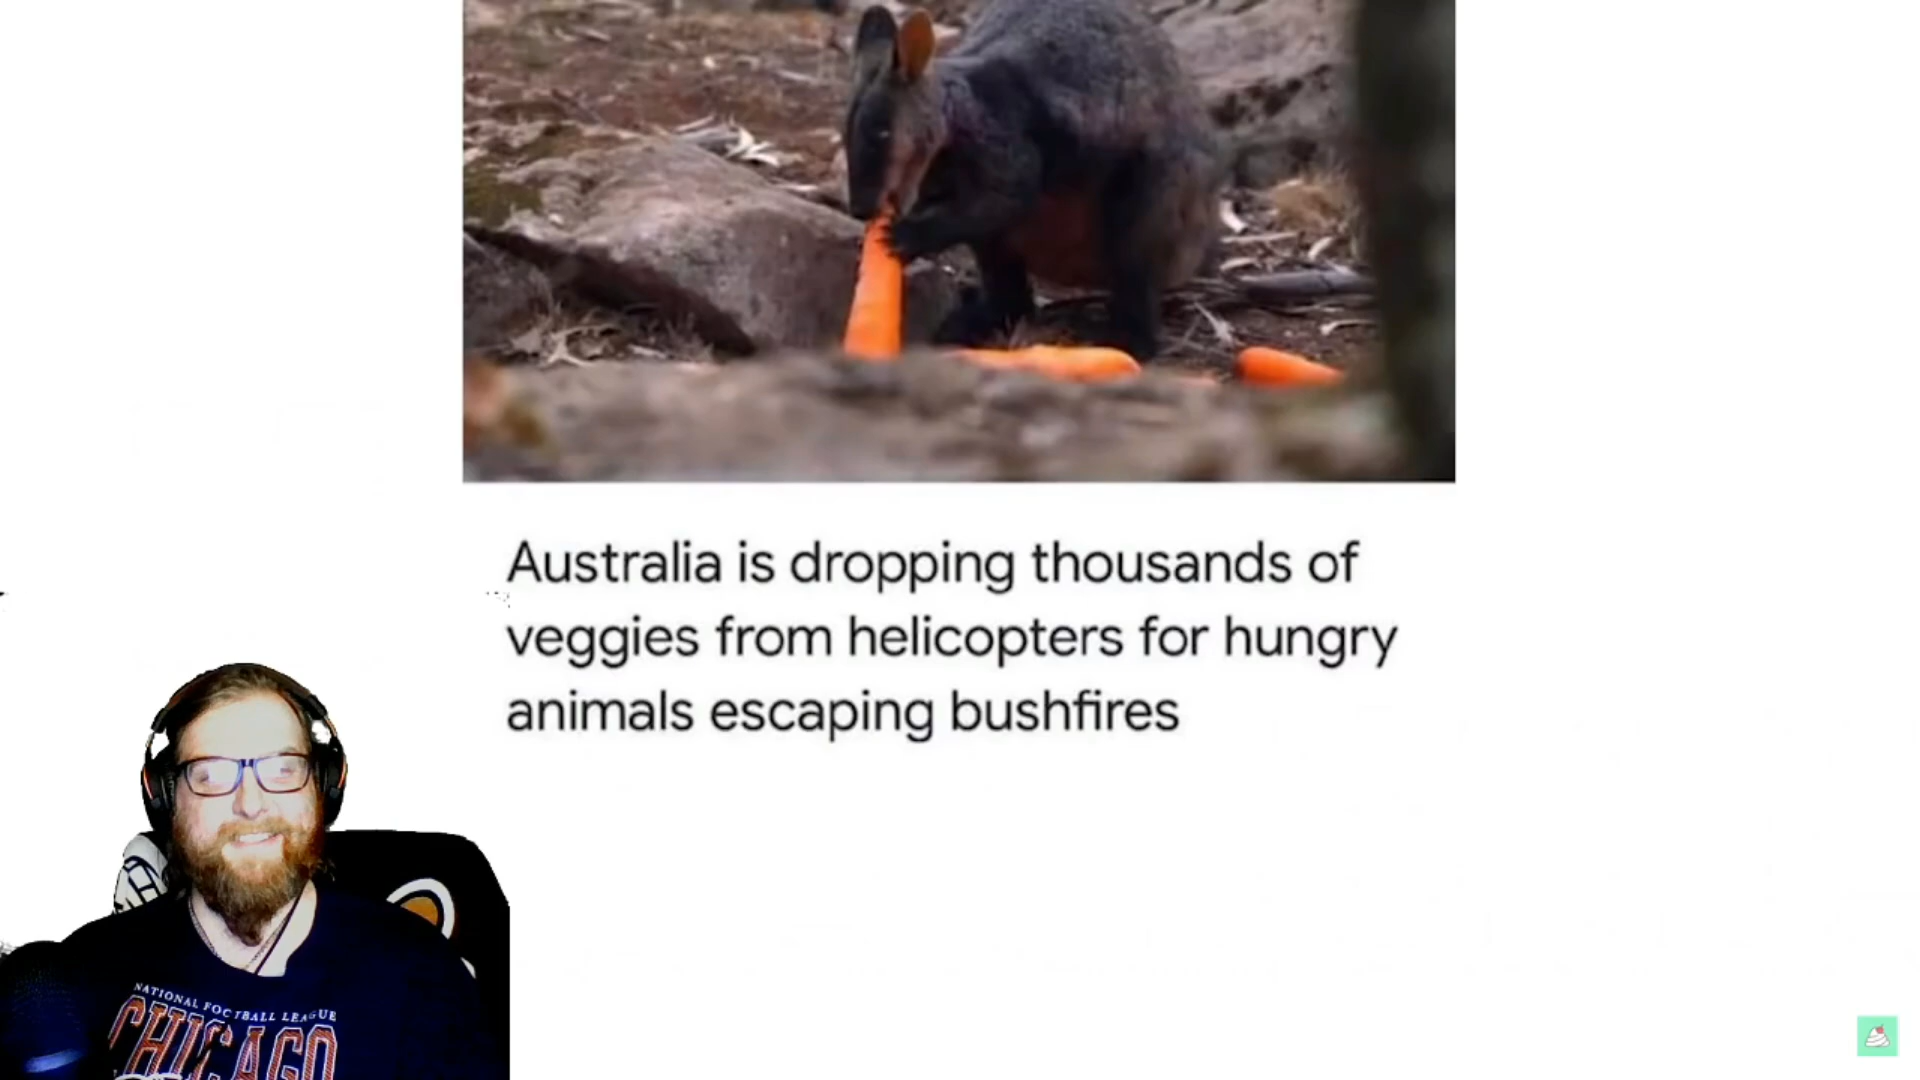 Australia is dropping thousands of
veggies from helicopters for hungry
animals escaping bushfires
NATIONAL FOOTBALL LEAGUE
CHICAGO